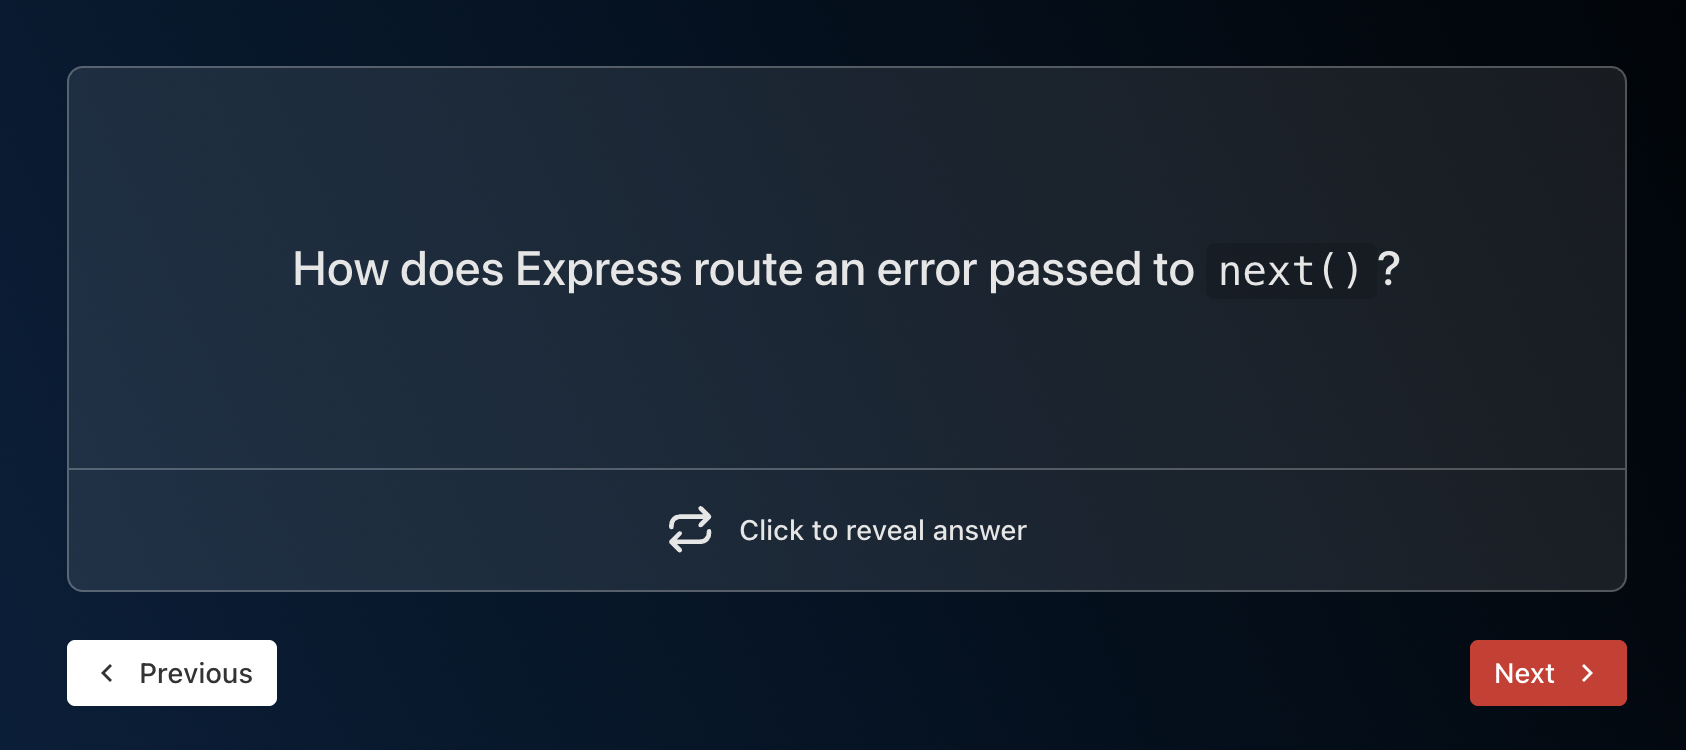 How does Express route an error passed to next()?
Click to reveal answer
Previous
Next